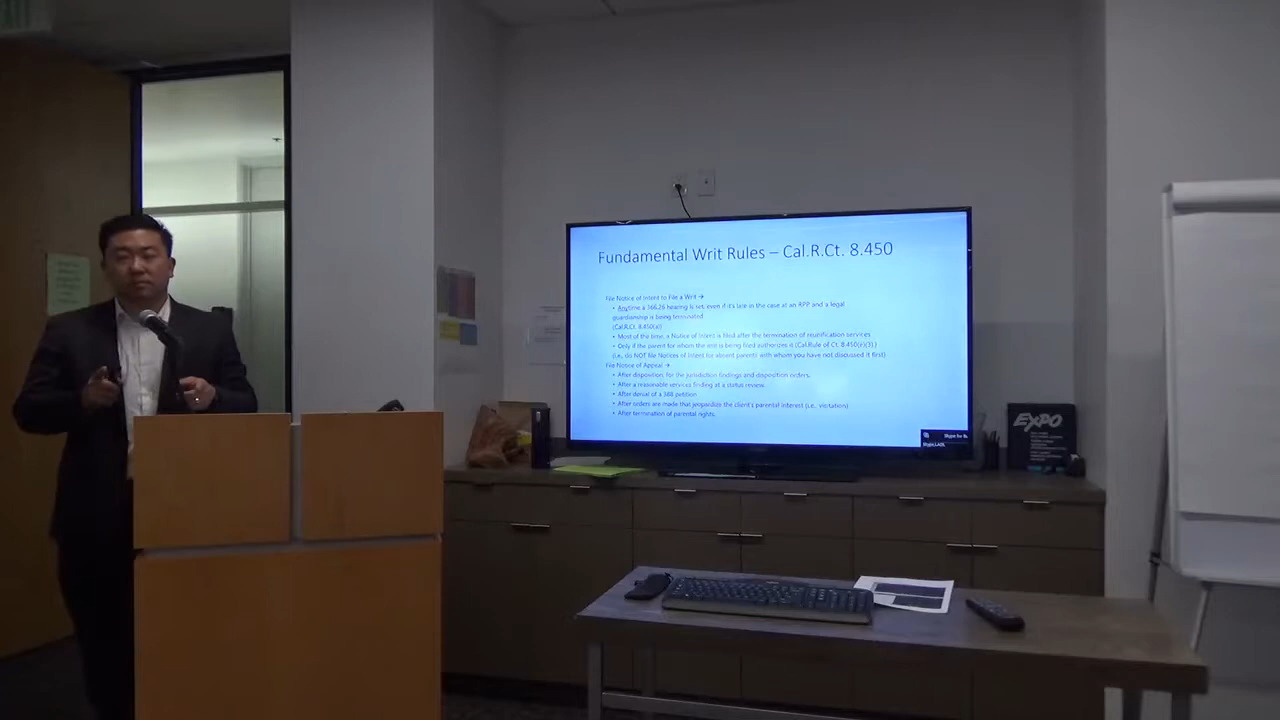 Fundamental Writ Rules – Cal.R.Ct. 8.450
File Notice of Intent to File a Writ →
• Anytime a 366.26 hearing is set, even if it's late in the case at an RPP and a legal
guardianship is being terminated
(Cal.R.Ct. 8.450(a))
• Most of the time, a Notice of Intent is filed after the termination of reunification services
• Only if the parent for whom the writ is being filed authorizes it (Cal.Rule of Ct. 8.450(e)(3).)
(i.e., do NOT file Notices of Intent for absent parents with whom you have not discussed it first)
File Notice of Appeal →
• After disposition, for the jurisdiction findings and disposition orders.
• After a reasonable services finding at a status review.
• After denial of a 388 petition
• After orders are made that jeopardize the client's parental interest (i.e., visitation)
• After termination of parental rights.
Skype for B
EXPO